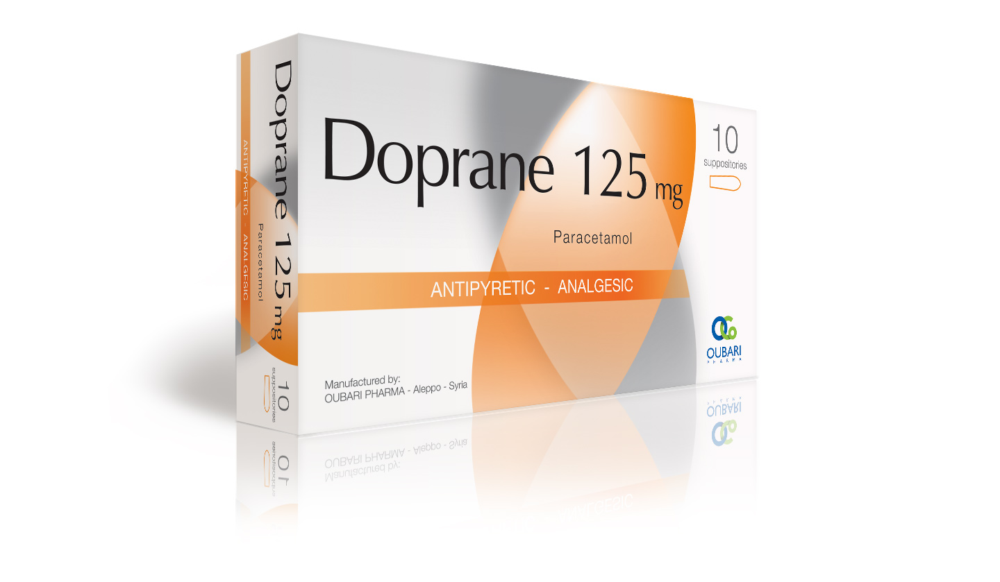 Doprane 125 mg
Paracetamol
ANTIPYRETIC - ANALGESIC
10
suppositories
Manufactured by:
OUBARI PHARMA - Aleppo - Syria
OUBARI
PHARMA
Doprane 125 mg
Paracetamol
ANTIPYRETIC - ANALGESIC
10
suppositories